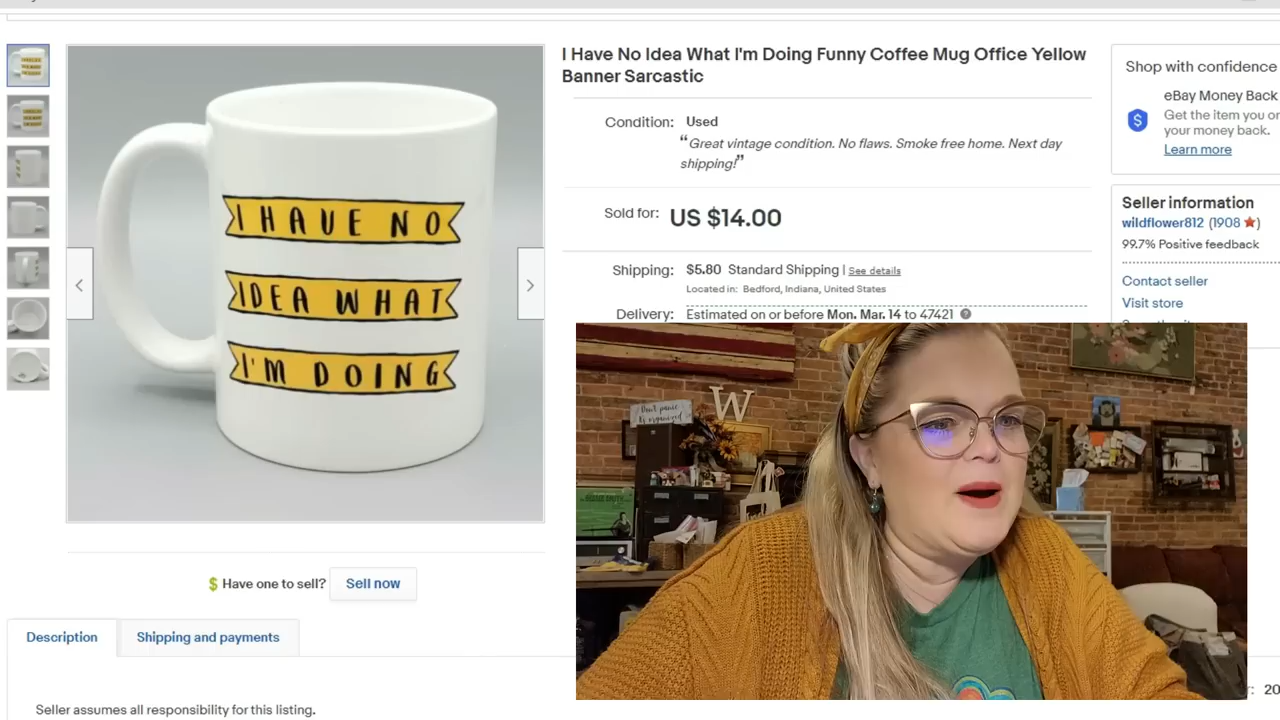 I Have No Idea What I'm Doing Funny Coffee Mug Office Yellow
Banner Sarcastic
Condition: Used
“Great vintage condition. No flaws. Smoke free home. Next day
shipping!”
Sold for: US $14.00
Shipping: $5.80 Standard Shipping | See details
Located in: Bedford, Indiana, United States
Delivery: Estimated on or before Mon. Mar. 14 to 47421
Shop with confidence
eBay Money Back
Get the item you or
your money back.
Learn more
Seller information
wildflower812 (1908)
99.7% Positive feedback
Contact seller
Visit store
I HAVE NO
IDEA WHAT
I'M DOING
Have one to sell? Sell now
Description
Shipping and payments
Seller assumes all responsibility for this listing.
Don't panic
W
r: 20